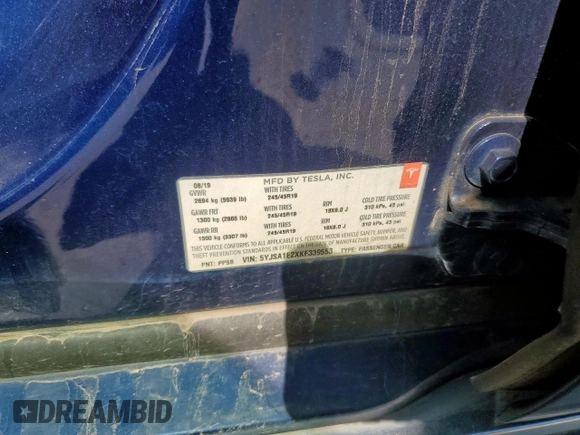 MFD BY TESLA, INC.
08/19
GVWR WITH TIRES RIM COLD TIRE PRESSURE
2694 kg (5939 lb) 245/45R19 19X8.0 J 310 kPa, 45 psi
GAWR FRT WITH TIRES RIM COLD TIRE PRESSURE
1300 kg (2866 lb) 245/45R19 19X8.0 J 310 kPa, 45 psi
GAWR RR WITH TIRES
1500 kg (3307 lb) 245/45R19
THIS VEHICLE CONFORMS TO ALL APPLICABLE U.S. FEDERAL MOTOR VEHICLE SAFETY, BUMPER, AND
THEFT PREVENTION STANDARDS IN EFFECT ON THE DATE OF MANUFACTURE SHOWN ABOVE.
PNT: PPSB VIN: 5YJSA1E2XKF339553 TYPE: PASSENGER CAR
DREAMBID